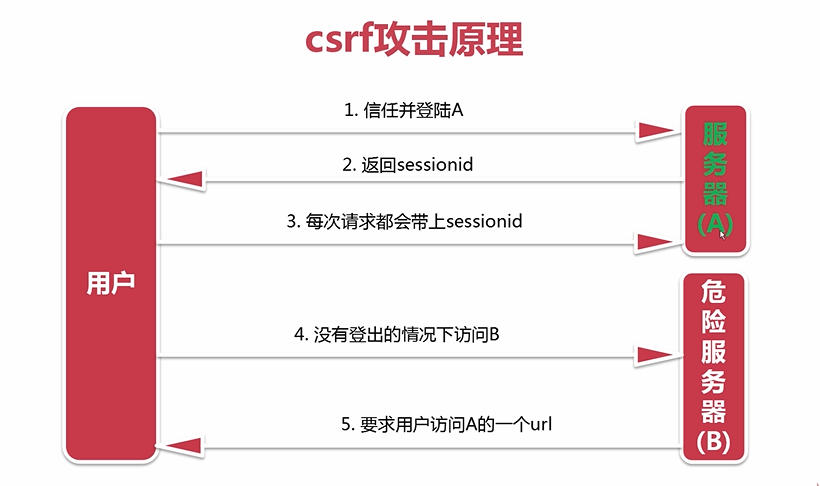 csrf攻击原理
1. 信任并登陆A
2. 返回sessionid
3. 每次请求都会带上sessionid
4. 没有登出的情况下访问B
5. 要求用户访问A的一个url
用户
服务器(A)
危险服务器(B)